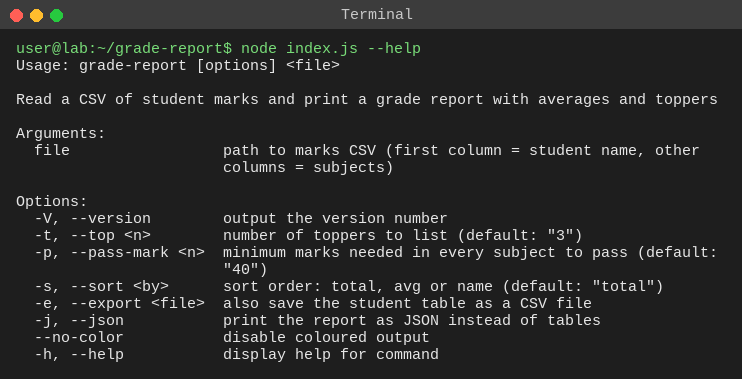 Terminal
user@lab:~/grade-report$ node index.js --help
Usage: grade-report [options] <file>
Read a CSV of student marks and print a grade report with averages and toppers
Arguments:
  file                 path to marks CSV (first column = student name, other
                       columns = subjects)
Options:
  -V, --version        output the version number
  -t, --top <n>        number of toppers to list (default: "3")
  -p, --pass-mark <n>  minimum marks needed in every subject to pass (default:
                       "40")
  -s, --sort <by>      sort order: total, avg or name (default: "total")
  -e, --export <file>  also save the student table as a CSV file
  -j, --json           print the report as JSON instead of tables
  --no-color           disable coloured output
  -h, --help           display help for command